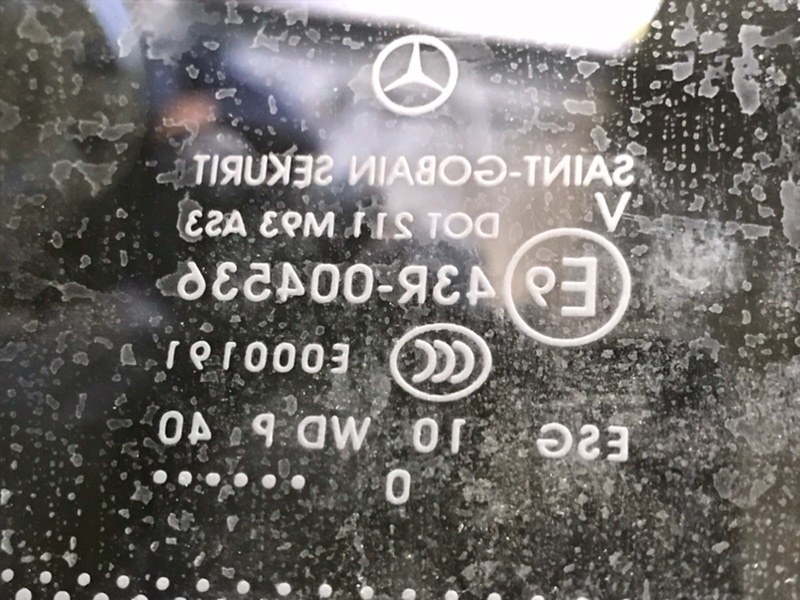 SAINT-GOBAIN SEKURIT
V
DOT 211 M93 AS3
E9 43R-004536
CCC E000191
ESG 10 WD P 40
0 ......